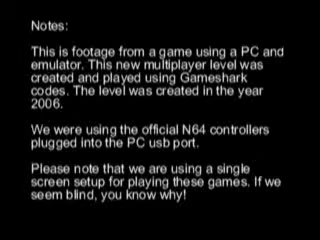 Notes:
This is footage from a game using a PC and
emulator. This new multiplayer level was
created and played using Gameshark
codes. The level was created in the year
2006.
We were using the official N64 controllers
plugged into the PC usb port.
Please note that we are using a single
screen setup for playing these games. If we
seem blind, you know why!